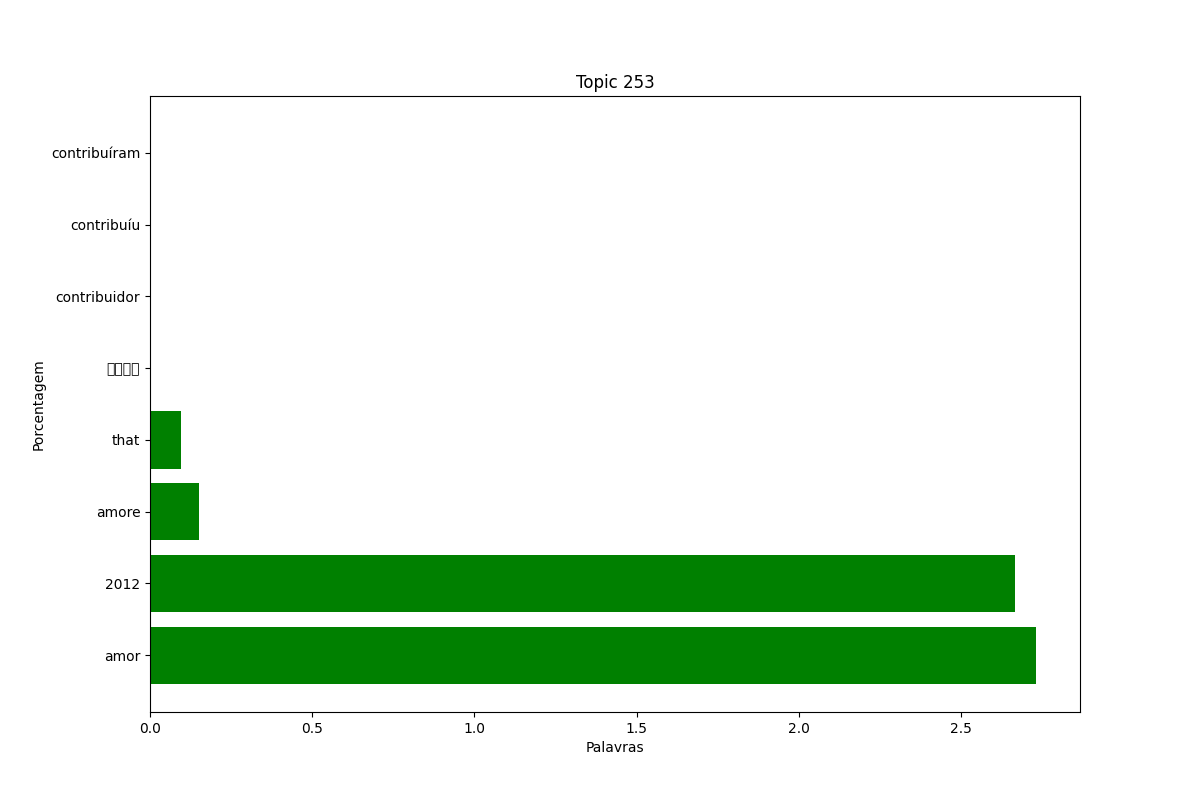 Topic 253
contribuíram
contribuíu
contribuidor
that
amore
2012
amor
Porcentagem
0.0 0.5 1.0 1.5 2.0 2.5
Palavras